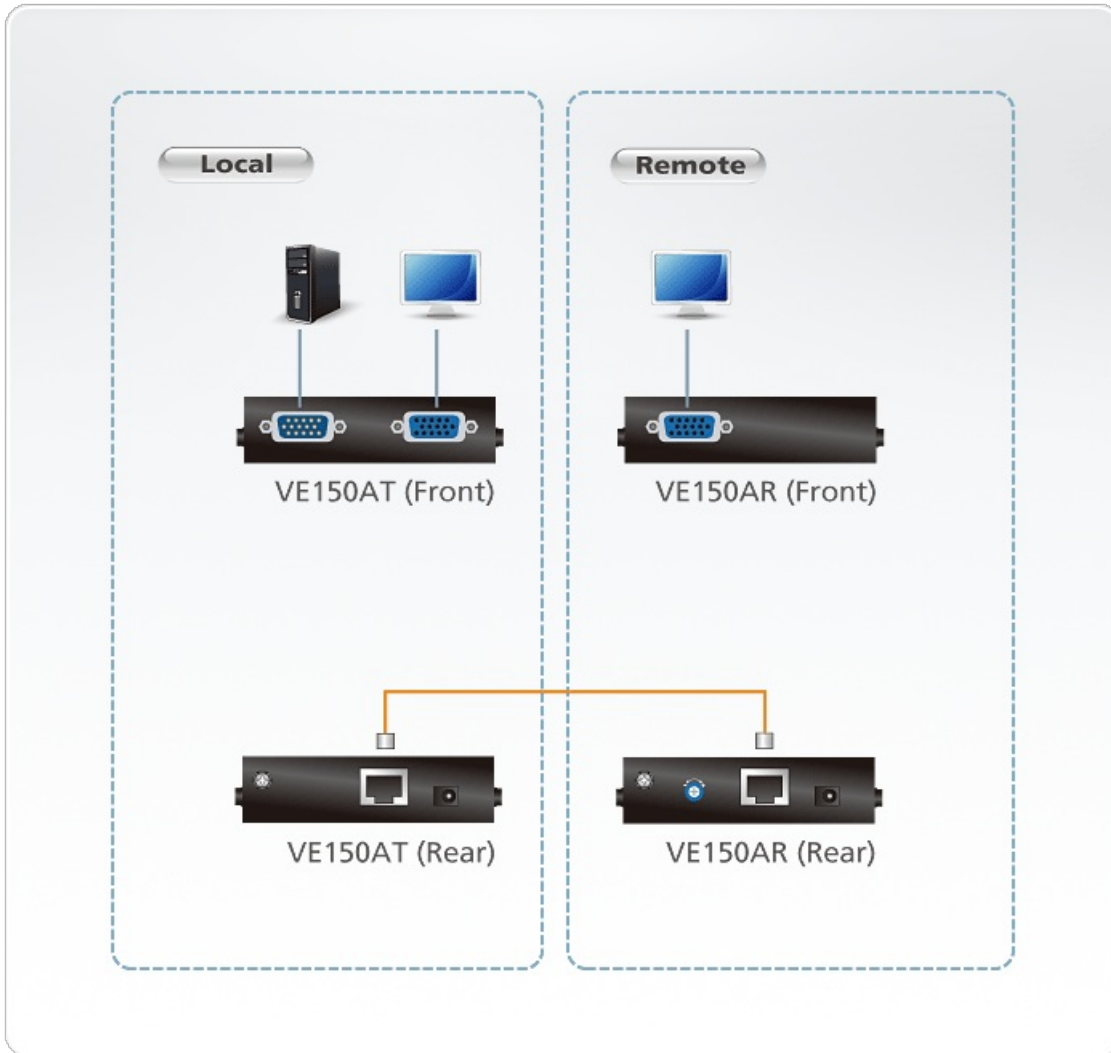 Local
Remote
VE150AT (Front)
VE150AR (Front)
VE150AT (Rear)
VE150AR (Rear)